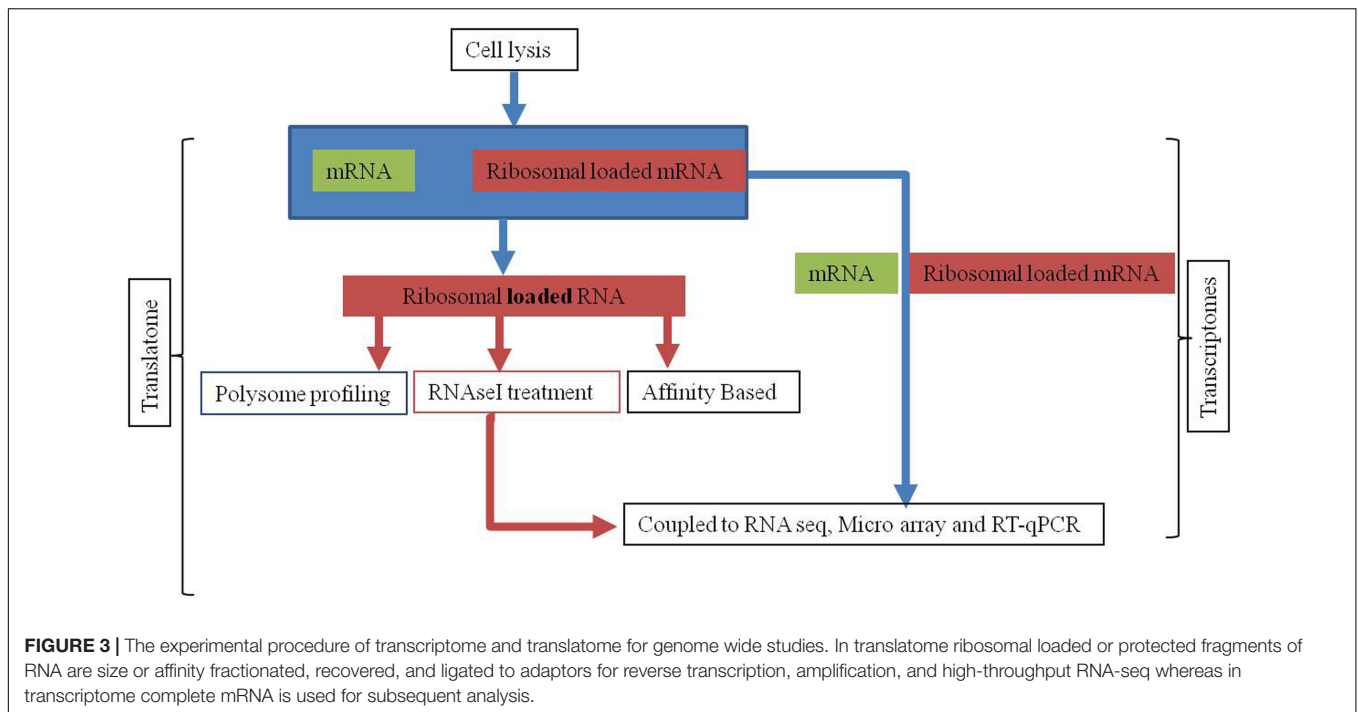 Cell lysis
mRNA
Ribosomal loaded mRNA
mRNA
Ribosomal loaded mRNA
Ribosomal loaded RNA
Translatome
Transcriptomes
Polysome profiling
RNAseI treatment
Affinity Based
Coupled to RNA seq, Micro array and RT-qPCR
FIGURE 3 | The experimental procedure of transcriptome and translatome for genome wide studies. In translatome ribosomal loaded or protected fragments of
RNA are size or affinity fractionated, recovered, and ligated to adaptors for reverse transcription, amplification, and high-throughput RNA-seq whereas in
transcriptome complete mRNA is used for subsequent analysis.